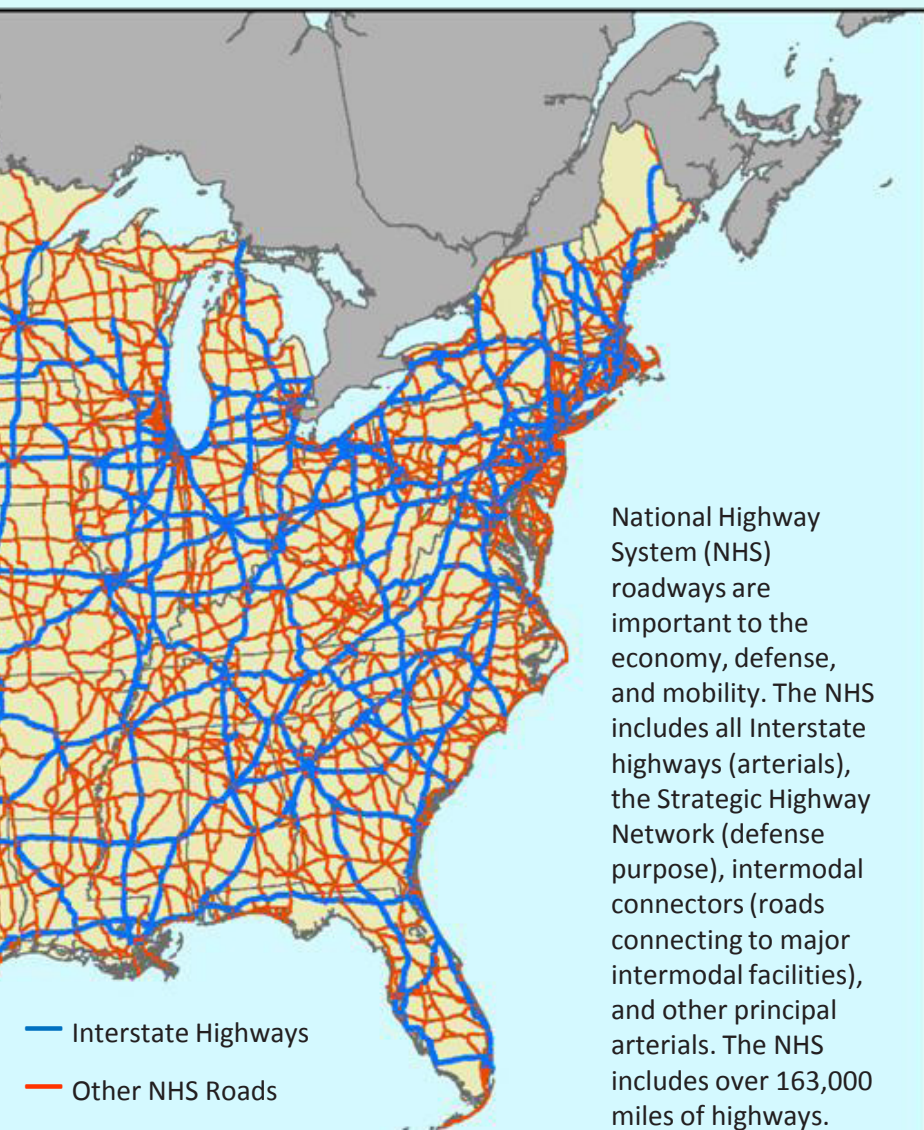 National Highway
System (NHS)
roadways are
important to the
economy, defense,
and mobility. The NHS
includes all Interstate
highways (arterials),
the Strategic Highway
Network (defense
purpose), intermodal
connectors (roads
connecting to major
intermodal facilities),
and other principal
arterials. The NHS
includes over 163,000
miles of highways.
Interstate Highways
Other NHS Roads